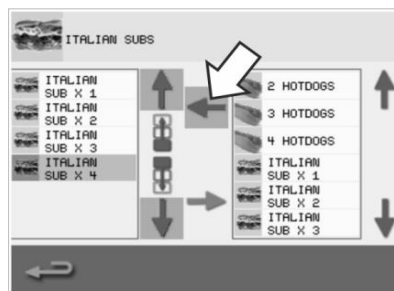 ITALIAN SUBS
ITALIAN
SUB X 1
ITALIAN
SUB X 2
ITALIAN
SUB X 3
ITALIAN
SUB X 4
2 HOTDOGS
3 HOTDOGS
4 HOTDOGS
ITALIAN
SUB X 1
ITALIAN
SUB X 2
ITALIAN
SUB X 3